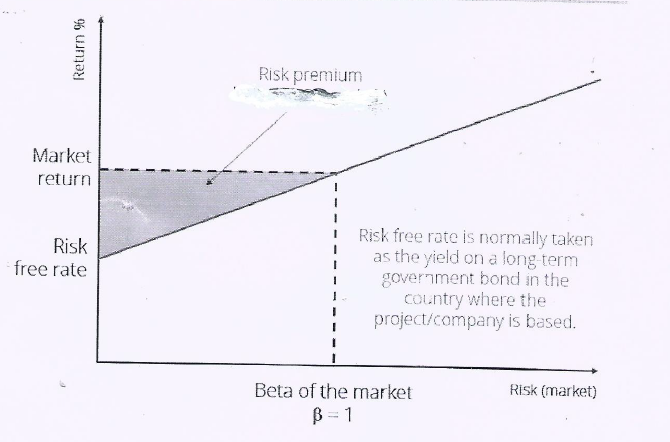 Return %
Risk premium
Market
return
Risk
free rate
Risk free rate is normally taken
as the yield on a long-term
government bond in the
country where the
project/company is based.
Beta of the market
β = 1
Risk (market)